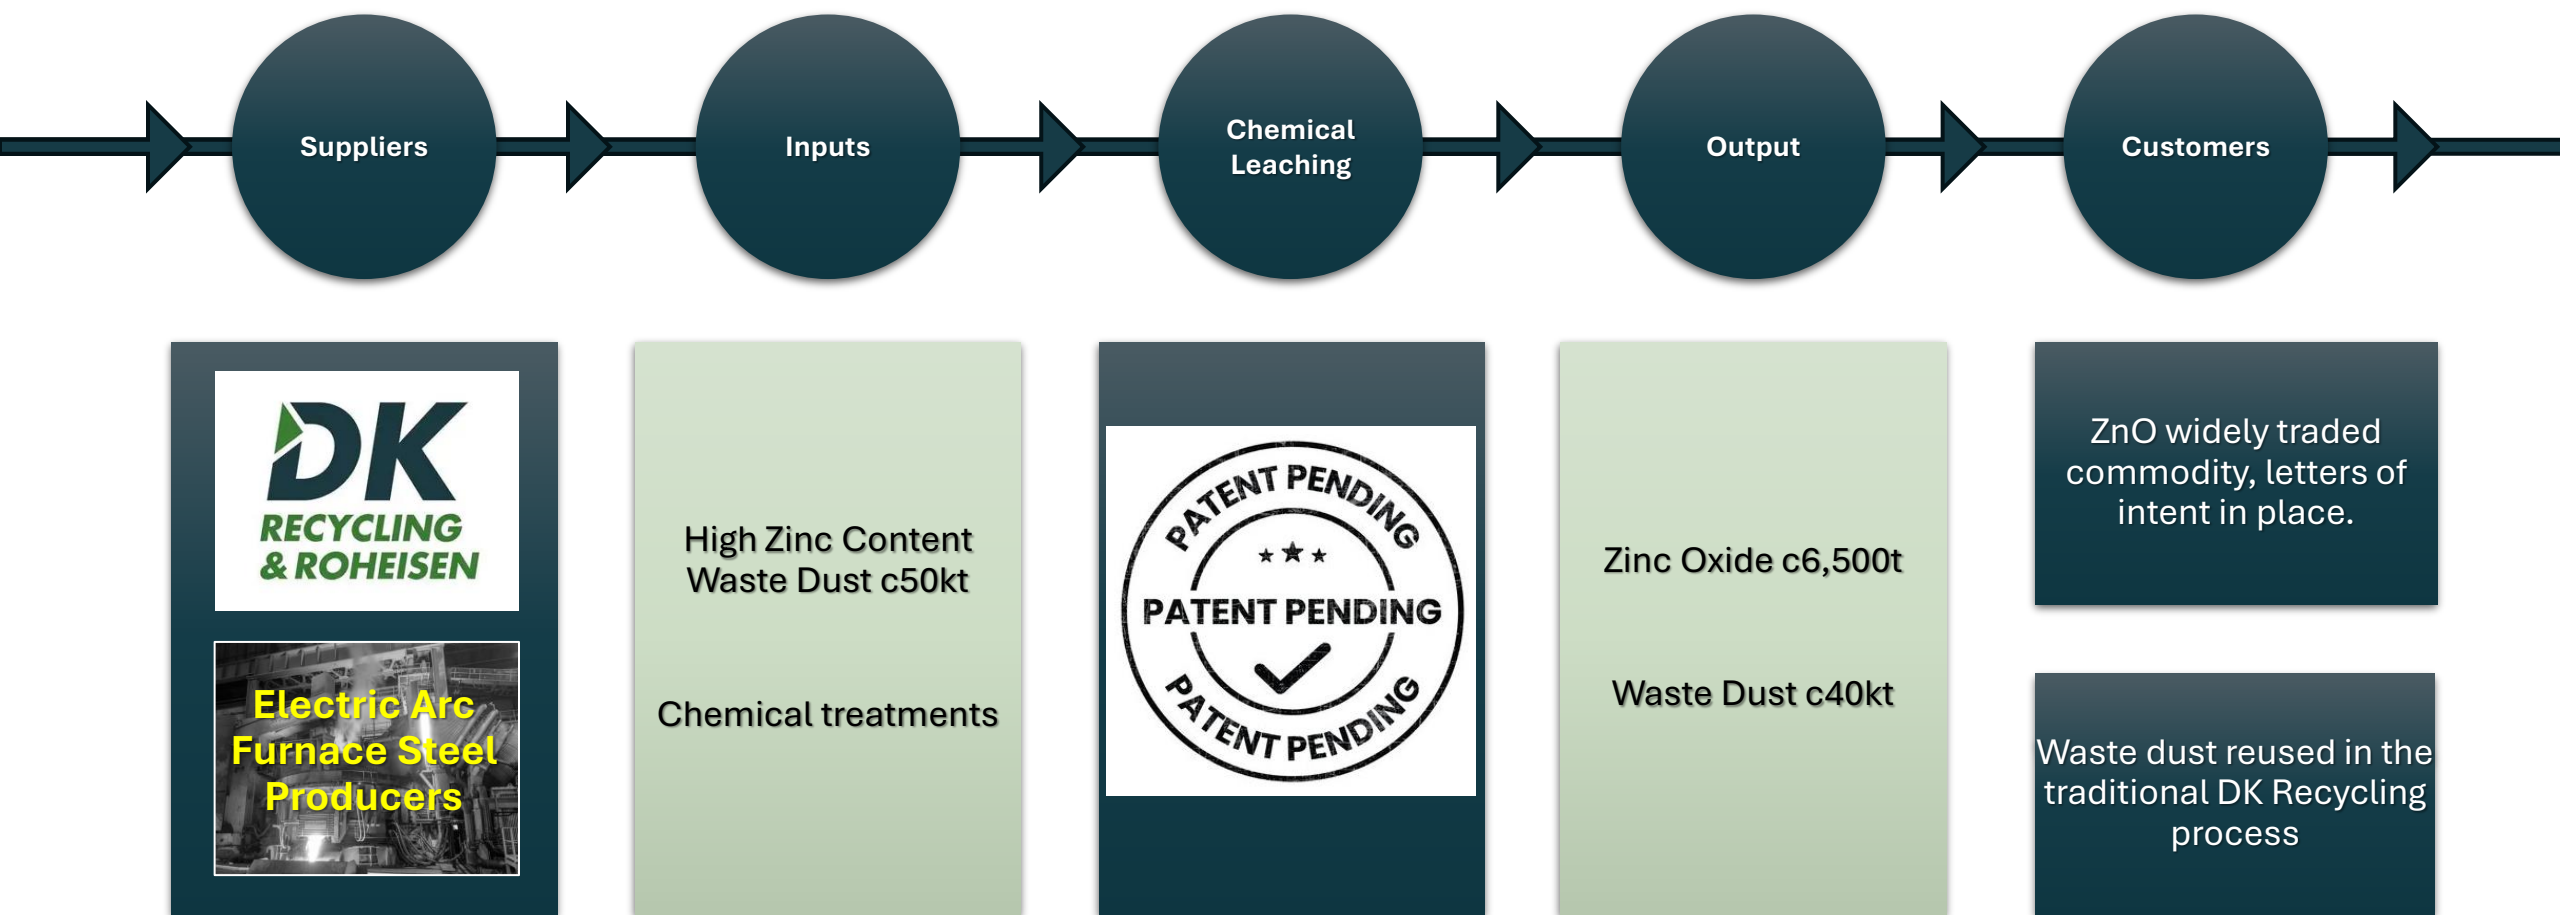 Suppliers
Inputs
Chemical
Leaching
Output
Customers
DK
RECYCLING
& ROHEISEN
Electric Arc
Furnace Steel
Producers
High Zinc Content
Waste Dust c50kt
Chemical treatments
PATENT PENDING
PATENT PENDING
PATENT PENDING
Zinc Oxide c6,500t
Waste Dust c40kt
ZnO widely traded
commodity, letters of
intent in place.
Waste dust reused in the
traditional DK Recycling
process